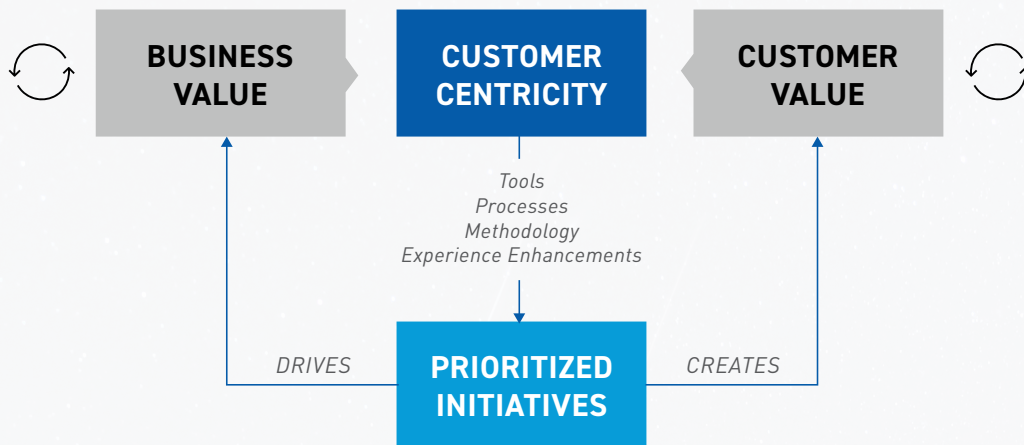 BUSINESS
VALUE
CUSTOMER
CENTRICITY
CUSTOMER
VALUE
Tools
Processes
Methodology
Experience Enhancements
DRIVES
PRIORITIZED
INITIATIVES
CREATES